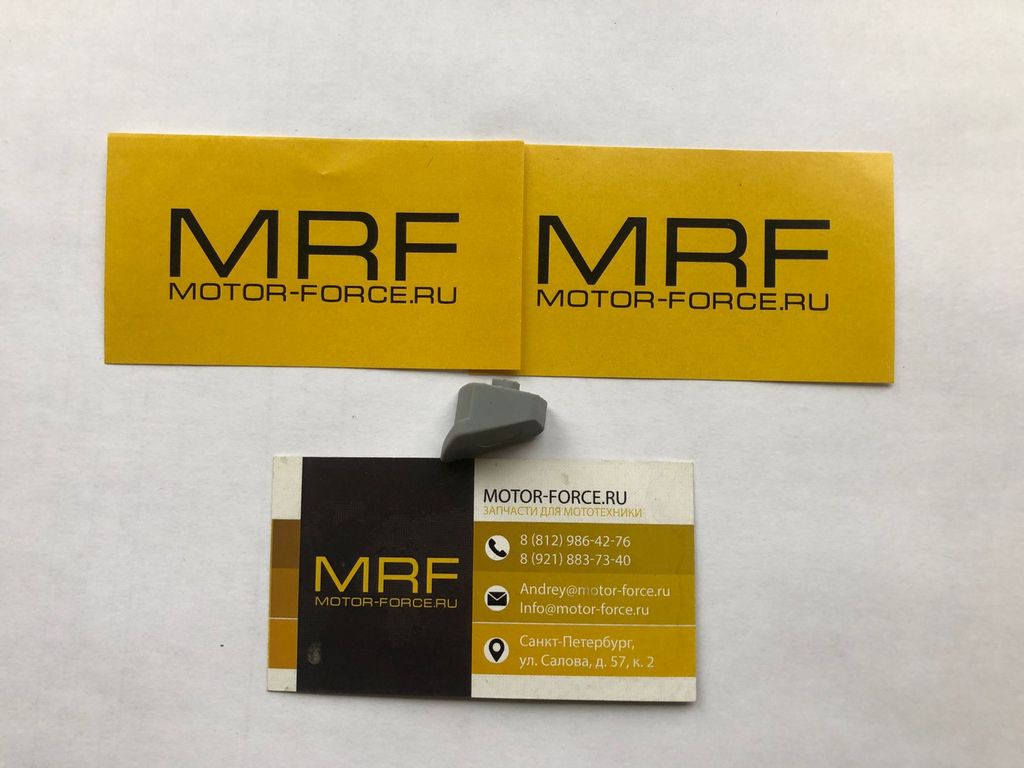 MRF
MOTOR-FORCE.RU
MRF
MOTOR-FORCE.RU
MRF
MOTOR-FORCE.RU
MOTOR-FORCE.RU
ЗАПЧАСТИ ДЛЯ МОТОТЕХНИКИ
8 (812) 986-42-76
8 (921) 883-73-40
Andrey@motor-force.ru
Info@motor-force.ru
Санкт-Петербург,
ул. Салова, д. 57, к. 2